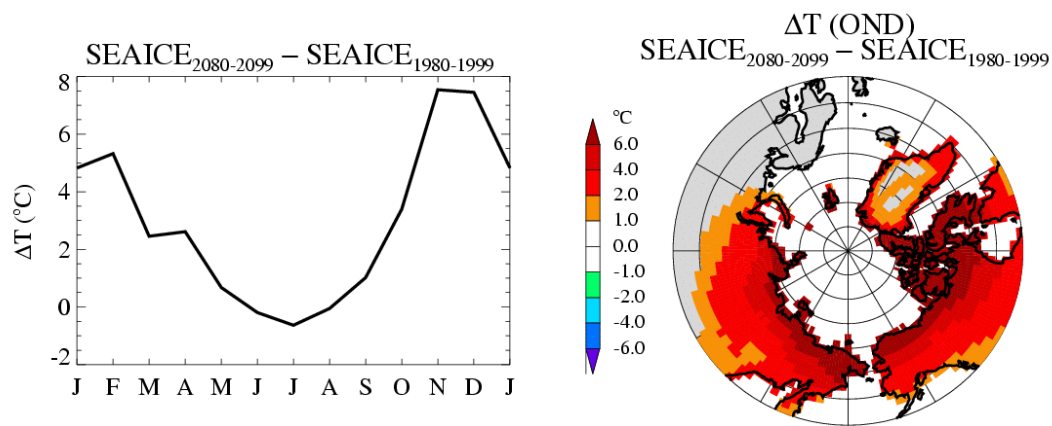 SEAICE2080-2099 – SEAICE1980-1999
8
6
4
2
0
-2
ΔT (°C)
J F M A M J J A S O N D J
ΔT (OND)
SEAICE2080-2099 – SEAICE1980-1999
°C
6.0
4.0
2.0
1.0
0.0
-1.0
-2.0
-4.0
-6.0